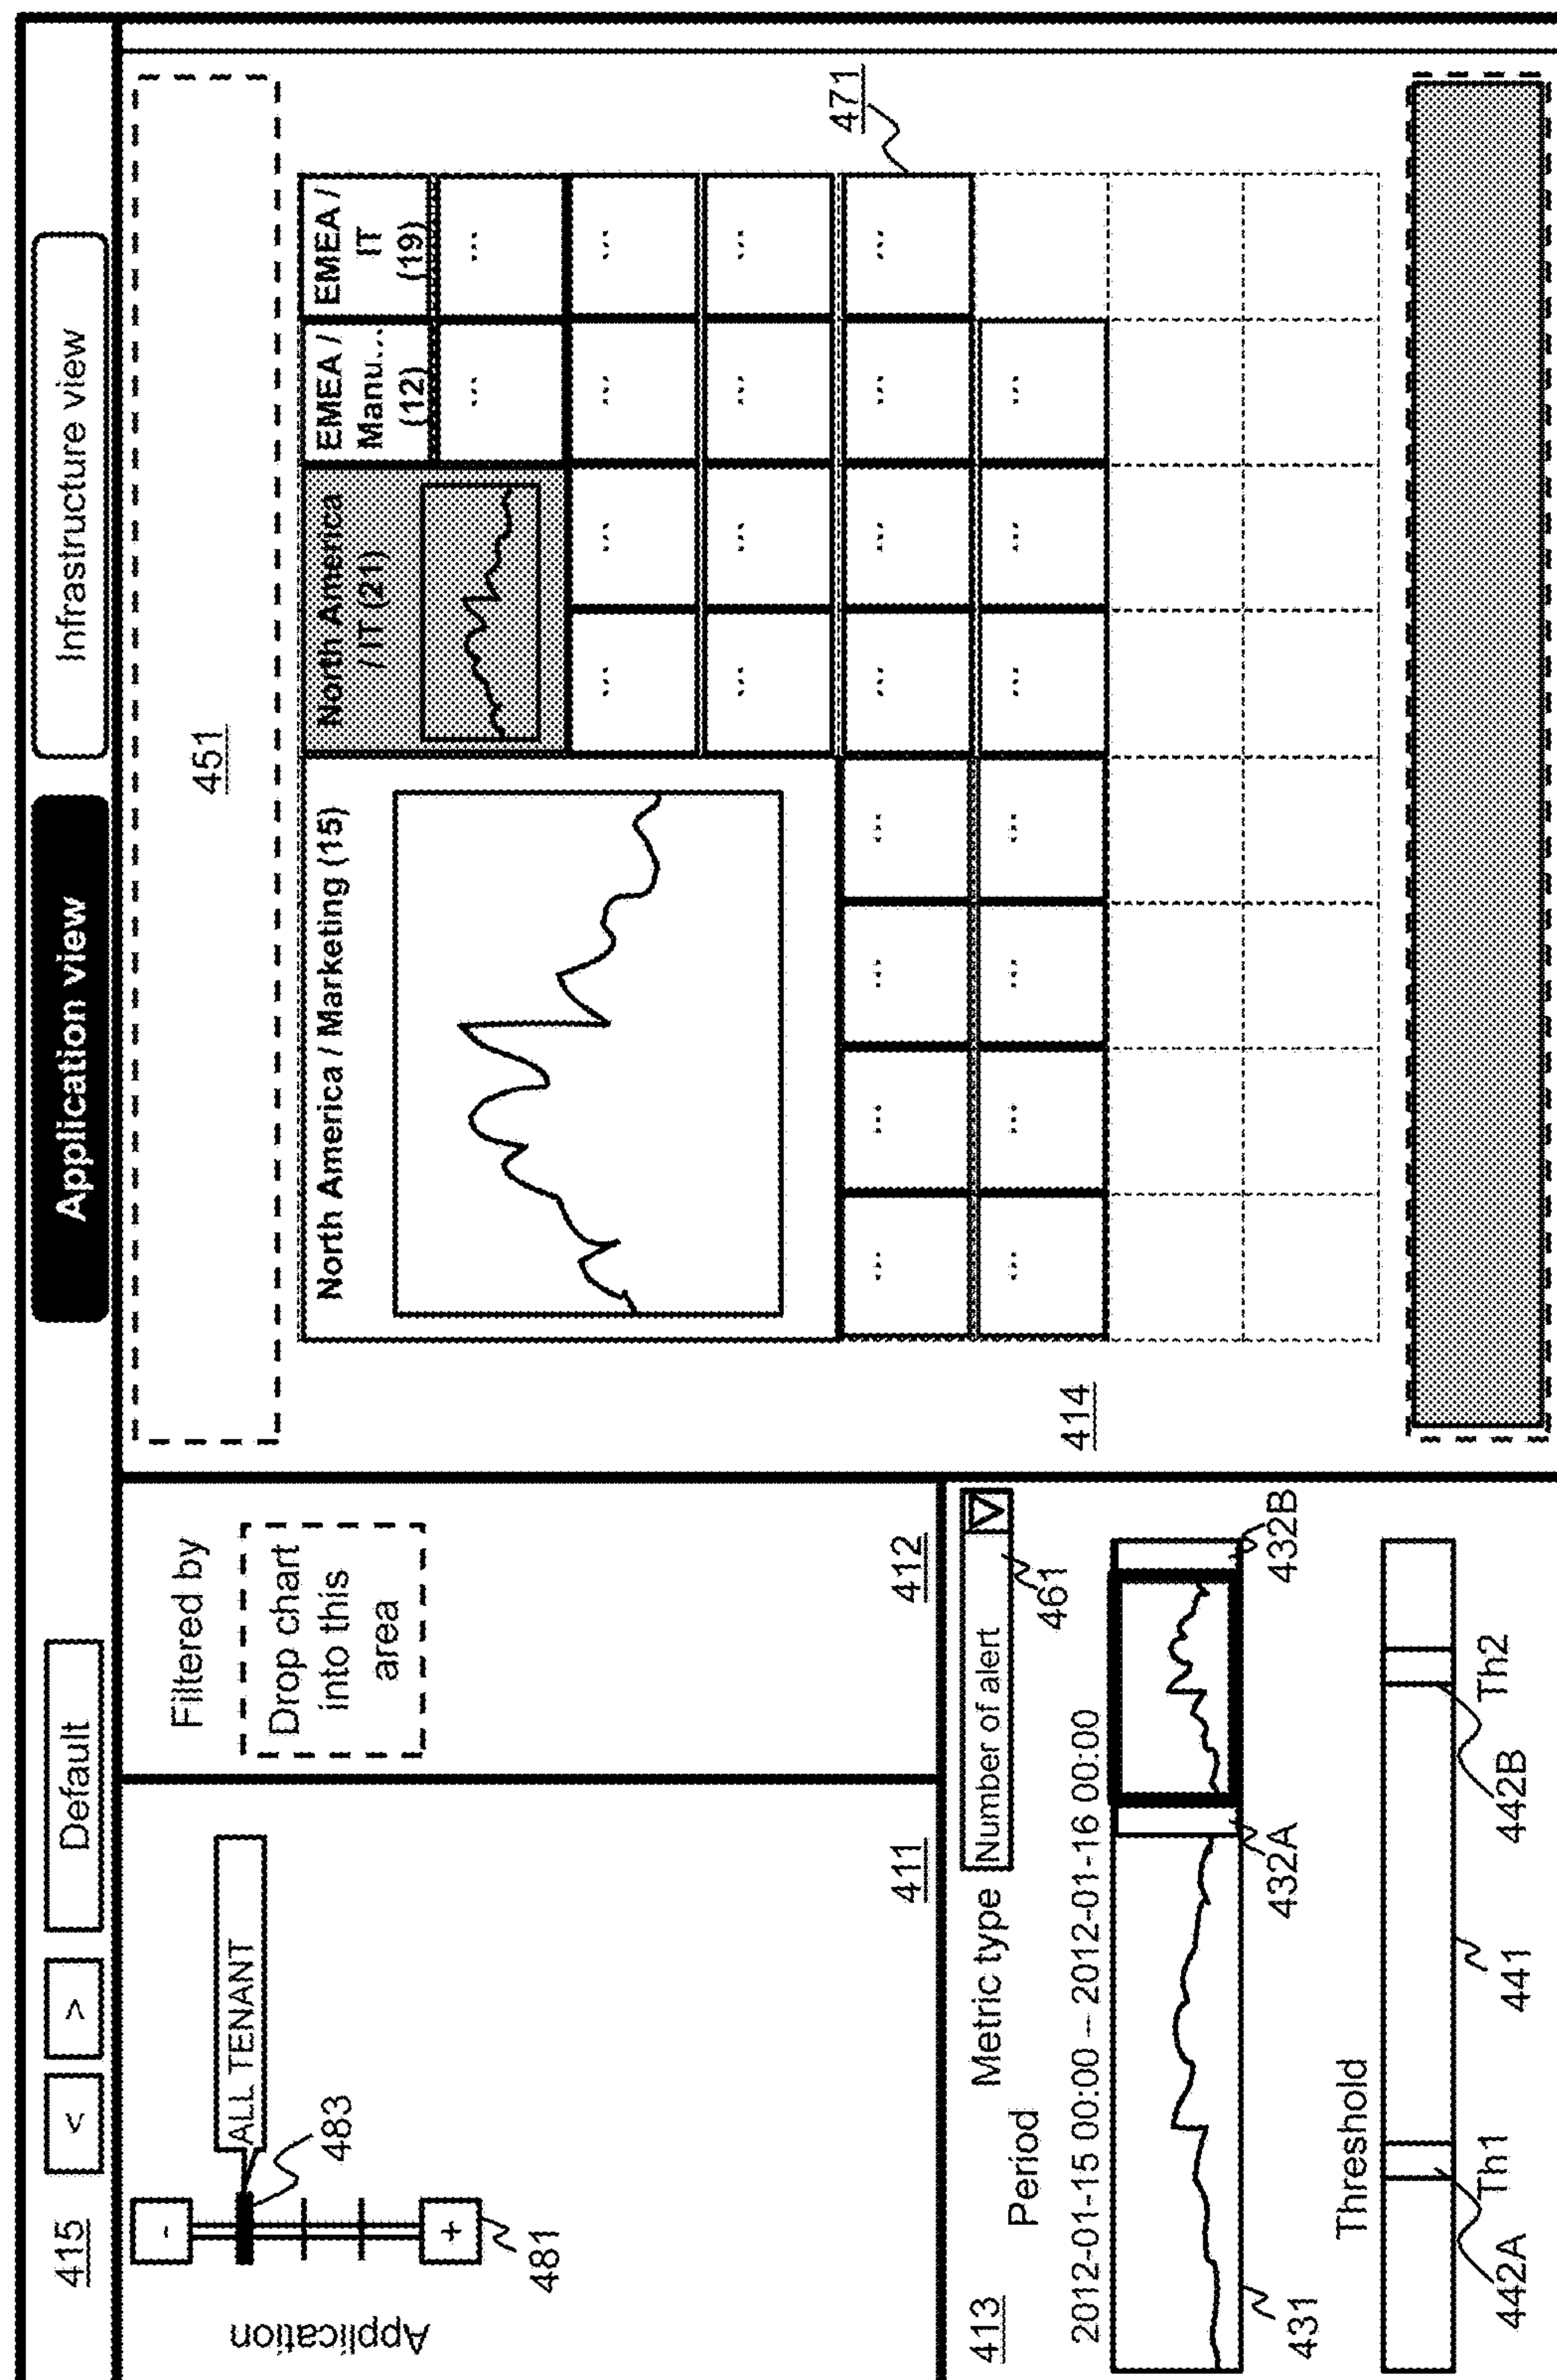 415
<
>
Default
Application view
Infrastructure view
Application
-
+
481
483
ALL TENANT
411
Filtered by
Drop chart
into this
area
412
413
Metric type
Number of alert
461
Period
2012-01-15 00:00 – 2012-01-16 00:00
431
432A
432B
Threshold
442A
Th1
441
442B
Th2
451
North America / Marketing (15)
North America
/ IT (21)
EMEA /
Manu...
(12)
EMEA /
IT
(19)
... ...
... ... ... ...
... ... ... ...
... ... ... ... ... ... ... ...
... ... ... ... ... ... ...
471
414